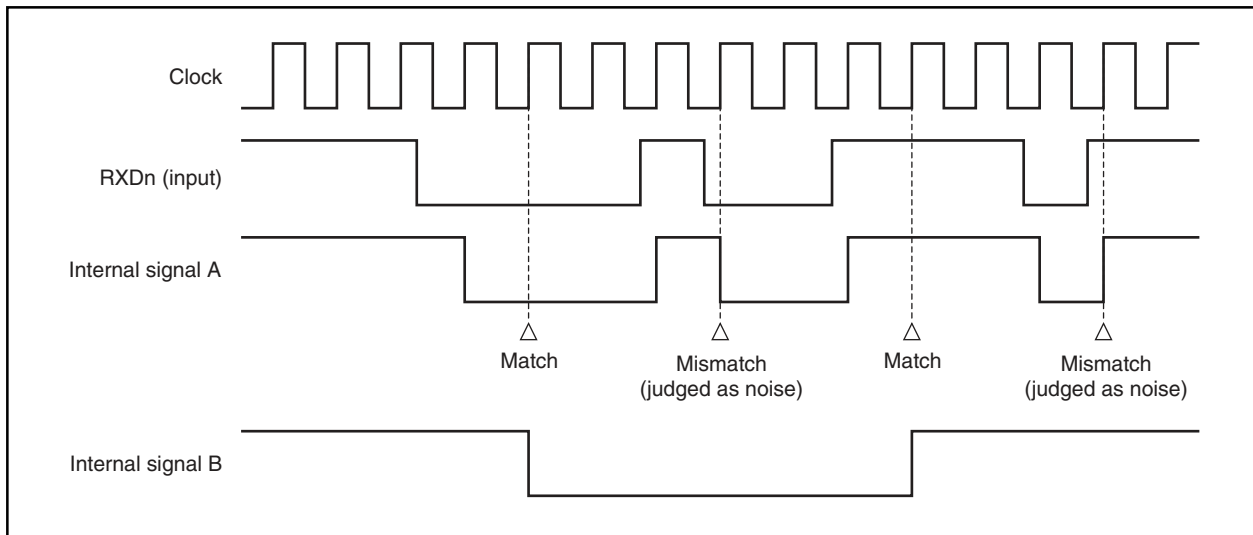 Clock
RXDn (input)
Internal signal A
Match
Mismatch
(judged as noise)
Match
Mismatch
(judged as noise)
Internal signal B